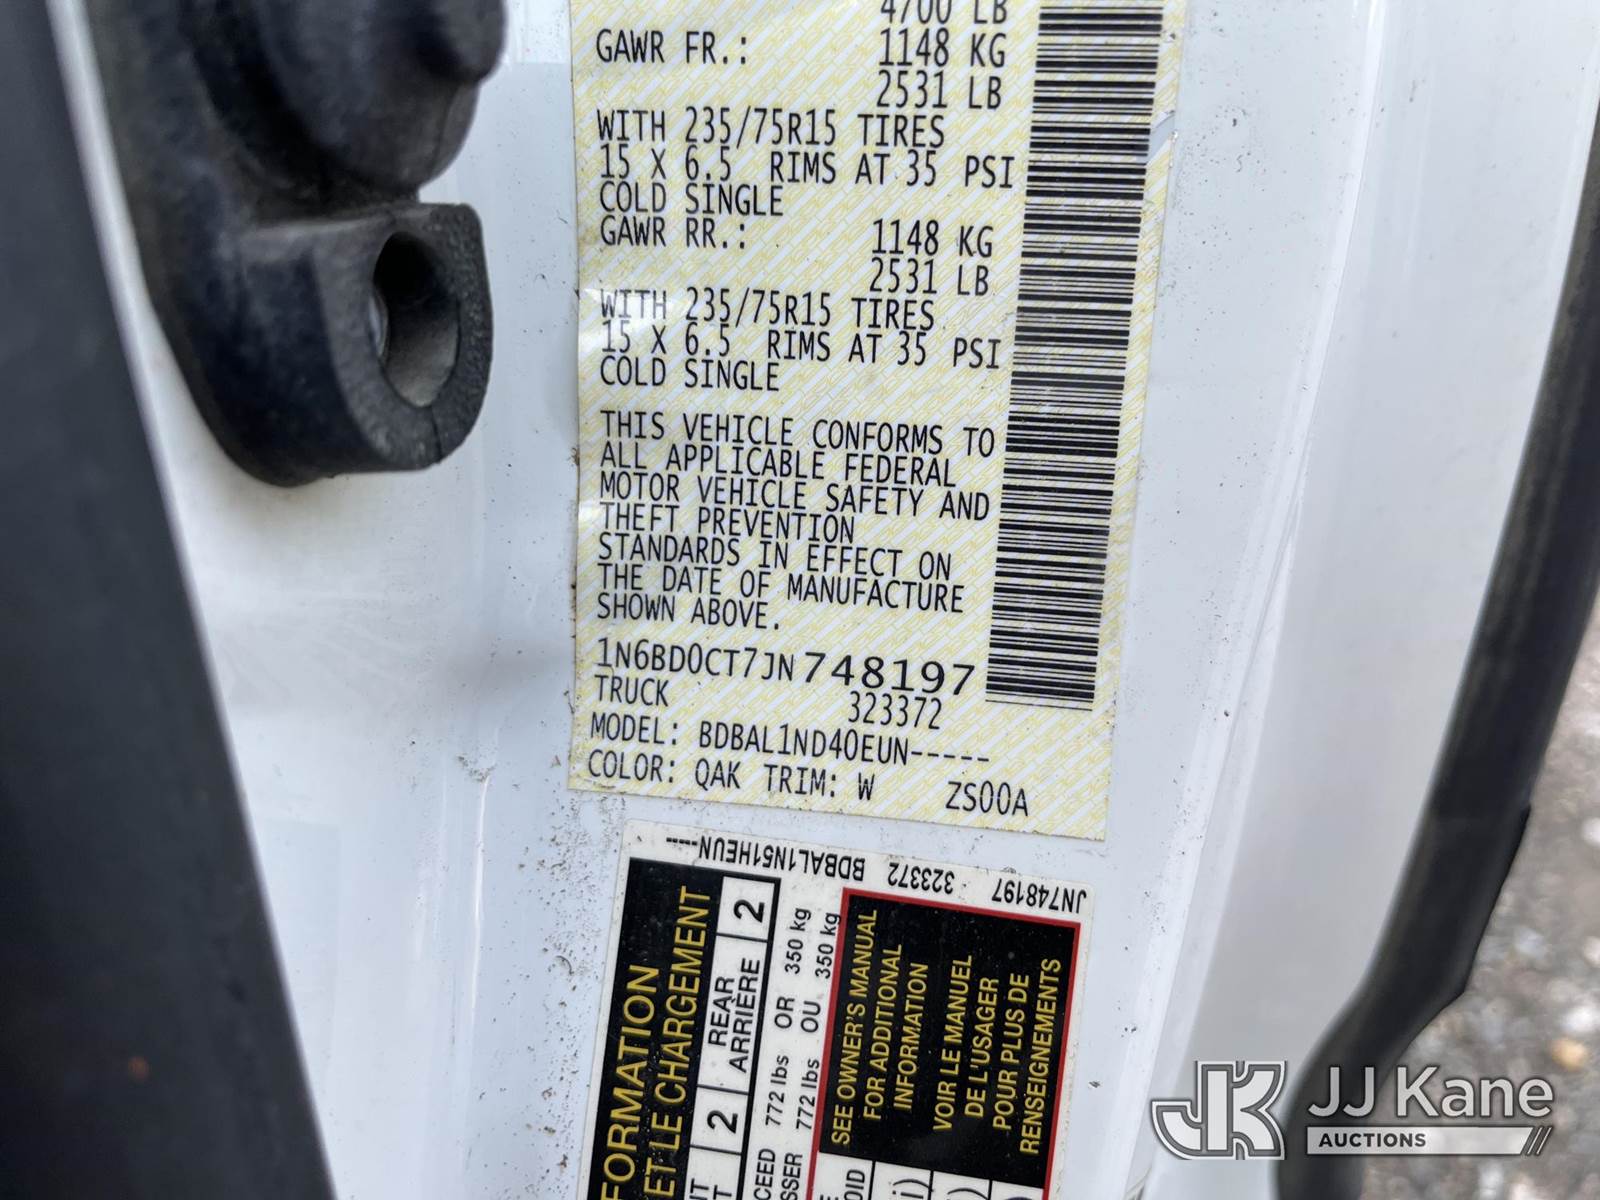 4700 LB
GAWR FR.: 1148 KG
2531 LB
WITH 235/75R15 TIRES
15 X 6.5 RIMS AT 35 PSI
COLD SINGLE
GAWR RR.: 1148 KG
2531 LB
WITH 235/75R15 TIRES
15 X 6.5 RIMS AT 35 PSI
COLD SINGLE
THIS VEHICLE CONFORMS TO
ALL APPLICABLE FEDERAL
MOTOR VEHICLE SAFETY AND
THEFT PREVENTION
STANDARDS IN EFFECT ON
THE DATE OF MANUFACTURE
SHOWN ABOVE.
1N6BD0CT7JN748197
TRUCK 323372
MODEL: BDBAL1ND40EUN-----
COLOR: QAK TRIM: W ZS00A
JN748197 323372 BDBAL1N51HEUN----
FORMATION
ET LE CHARGEMENT
2 REAR
ARRIÈRE 2
772 lbs OR 350 kg
772 lbs OU 350 kg
SEE OWNER'S MANUAL
FOR ADDITIONAL
INFORMATION
VOIR LE MANUEL
DE L'USAGER
POUR PLUS DE
RENSEIGNEMENTS
JK JJ Kane
AUCTIONS